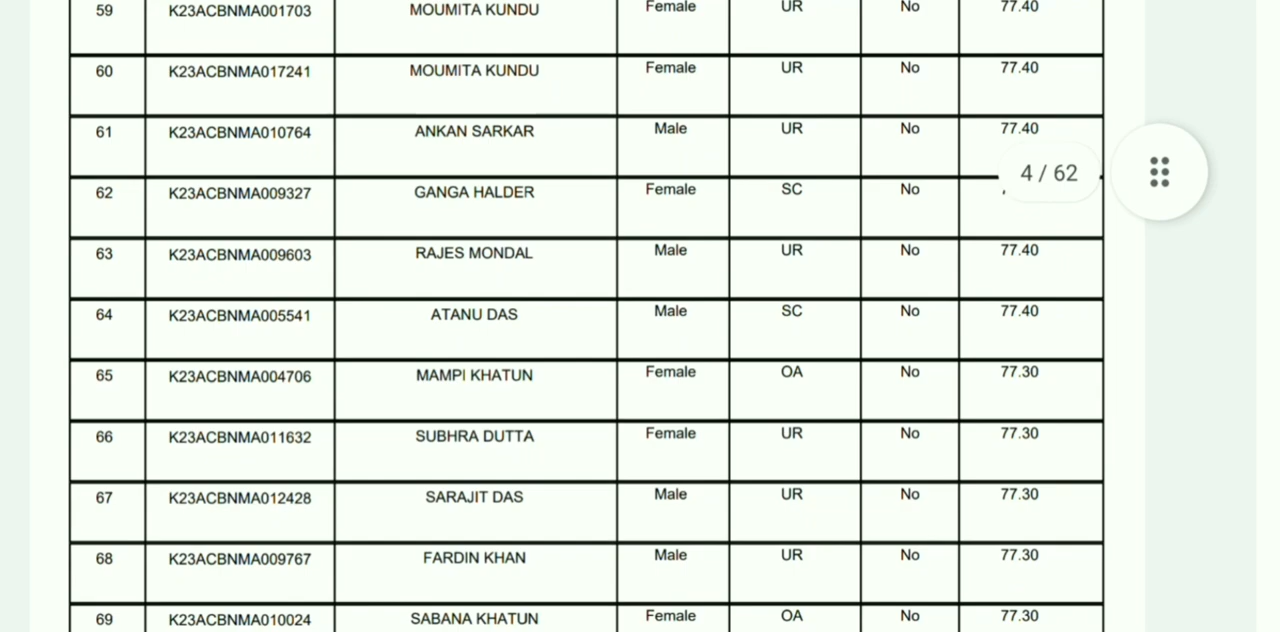 59 K23ACBNMA001703 MOUMITA KUNDU Female UR No 77.40
60 K23ACBNMA017241 MOUMITA KUNDU Female UR No 77.40
61 K23ACBNMA010764 ANKAN SARKAR Male UR No 77.40
4 / 62
62 K23ACBNMA009327 GANGA HALDER Female SC No
63 K23ACBNMA009603 RAJES MONDAL Male UR No 77.40
64 K23ACBNMA005541 ATANU DAS Male SC No 77.40
65 K23ACBNMA004706 MAMPI KHATUN Female OA No 77.30
66 K23ACBNMA011632 SUBHRA DUTTA Female UR No 77.30
67 K23ACBNMA012428 SARAJIT DAS Male UR No 77.30
68 K23ACBNMA009767 FARDIN KHAN Male UR No 77.30
69 K23ACBNMA010024 SABANA KHATUN Female OA No 77.30